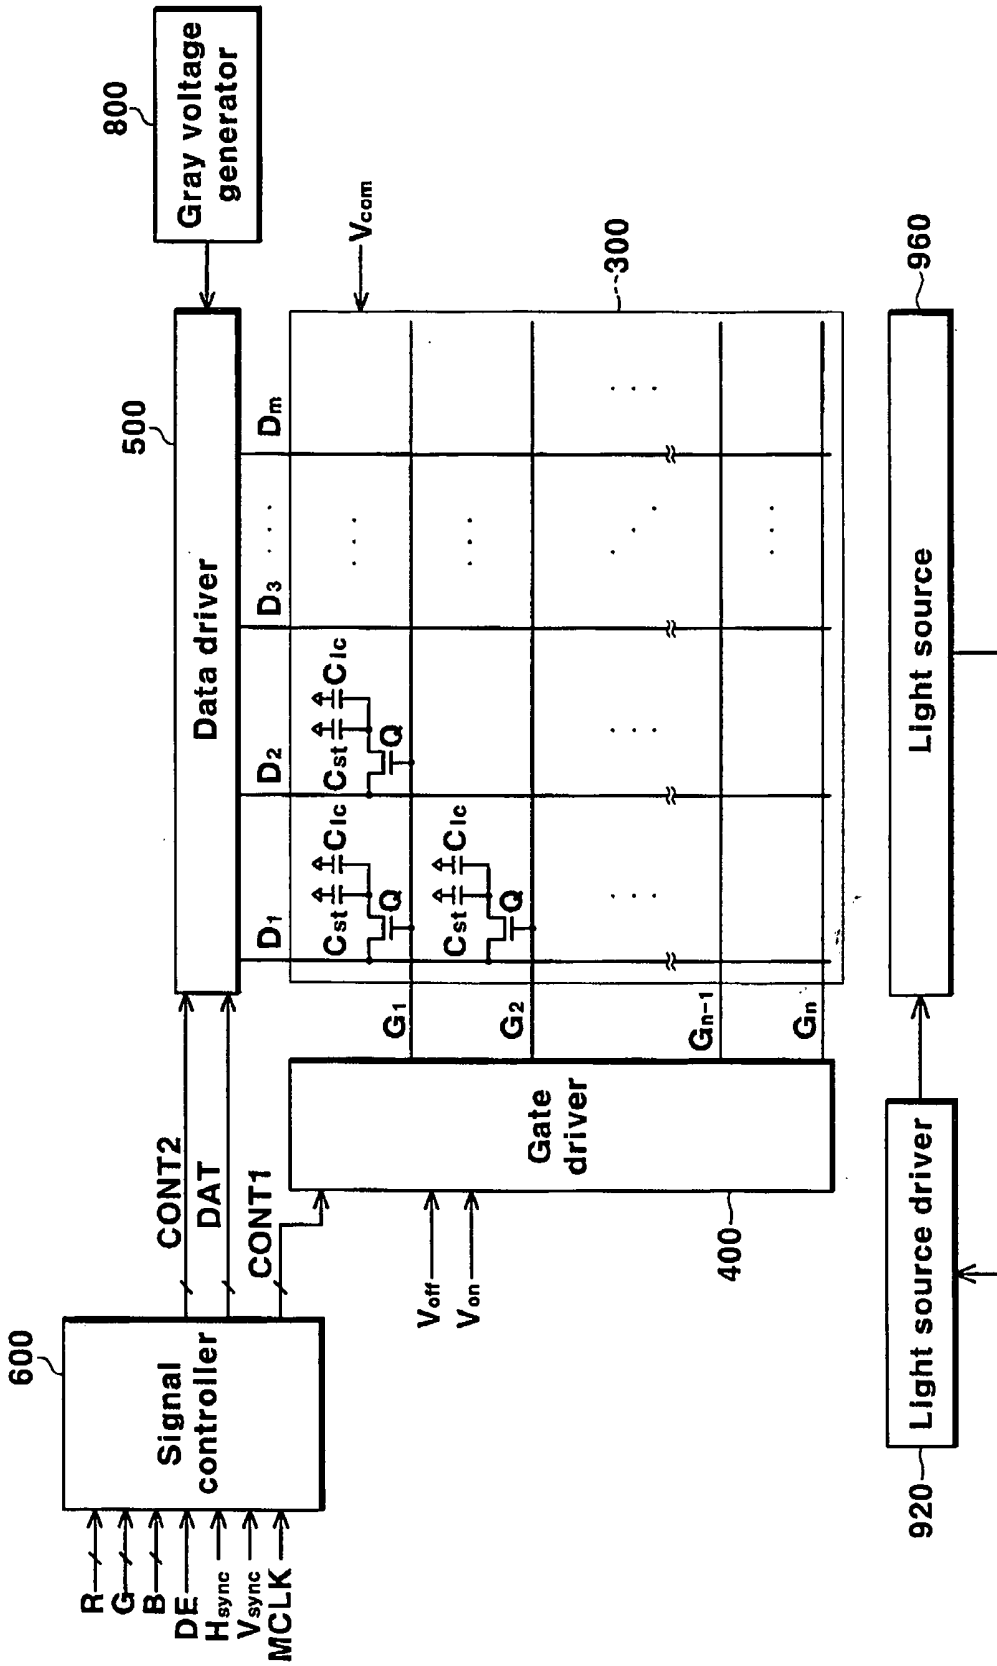 800
Gray voltage
generator
500
Data driver
600
Signal
controller
CONT2
DAT
CONT1
R
G
B
DE
Hsync
Vsync
MCLK
D1
D2
D3
Dm
Vcom
Cst
Clc
Q
Cst
Clc
Q
Cst
Clc
Q
300
G1
G2
Gn-1
Gn
Gate
driver
400
Voff
Von
960
Light source
Light source driver
920